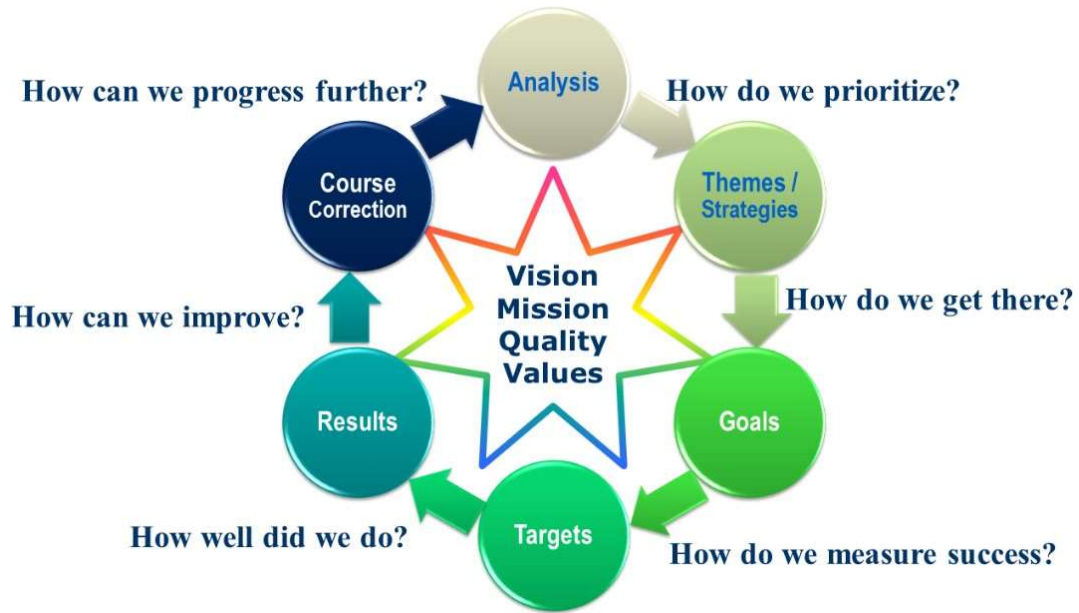 Analysis
How do we prioritize?
Themes /
Strategies
How do we get there?
Goals
How do we measure success?
Targets
How well did we do?
Results
How can we improve?
Course
Correction
How can we progress further?
Vision
Mission
Quality
Values